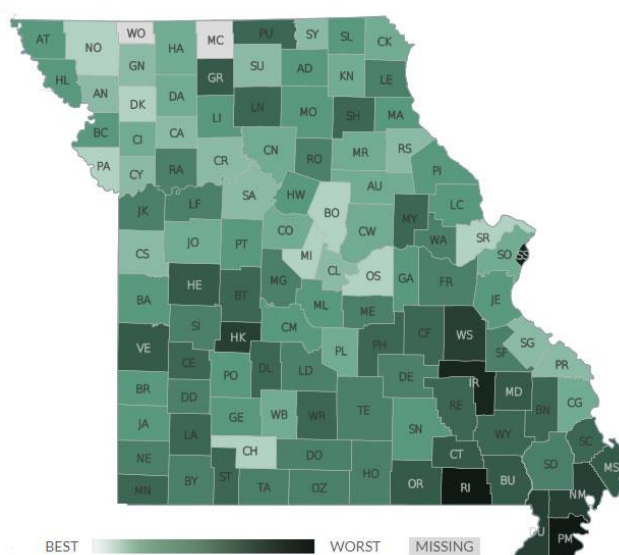 AT NO WO HA MC PU SY SL CK
HL GN GR SU AD KN LE
AN DK DA LN MO SH MA
BC CI CA LI CN RO MR RS
PA CY RA CR PI
SA HW BO AU LC
JK LF CO CW MY WA SR
CS JO PT MI CL OS SO SS
BA HE BT MG ML GA FR JE
VE SI HK CM ME CF WS SG
CE PO DL LD PL PH SF PR
BR DD DE IR MD CG
JA GE WB WR TE SN RE BN
NE LA CH DO CT WY SC
MN BY ST TA OZ HO OR RI BU SD MS
NM
DU PM
BEST WORST MISSING